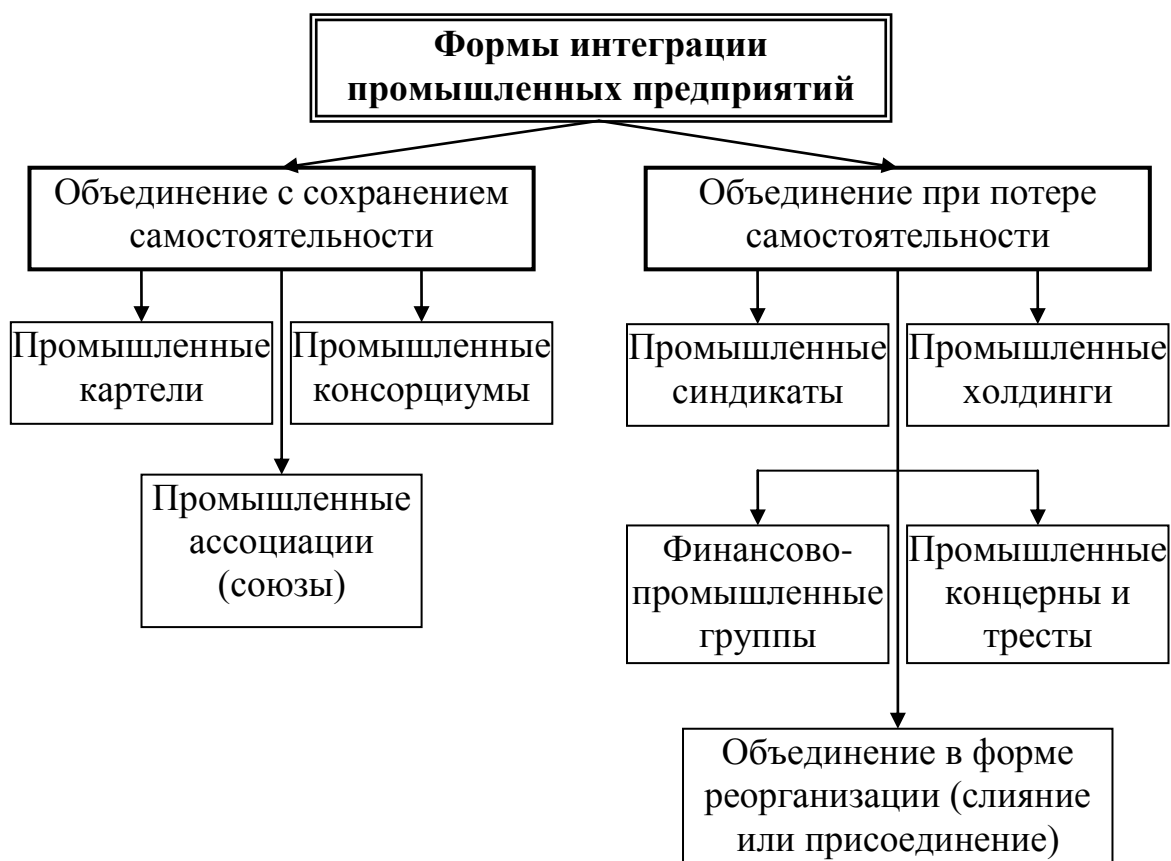 Формы интеграции
промышленных предприятий
Объединение с сохранением
самостоятельности
Объединение при потере
самостоятельности
Промышленные
картели
Промышленные
консорциумы
Промышленные
ассоциации
(союзы)
Промышленные
синдикаты
Промышленные
холдинги
Финансово-
промышленные
группы
Промышленные
концерны и
тресты
Объединение в форме
реорганизации (слияние
или присоединение)